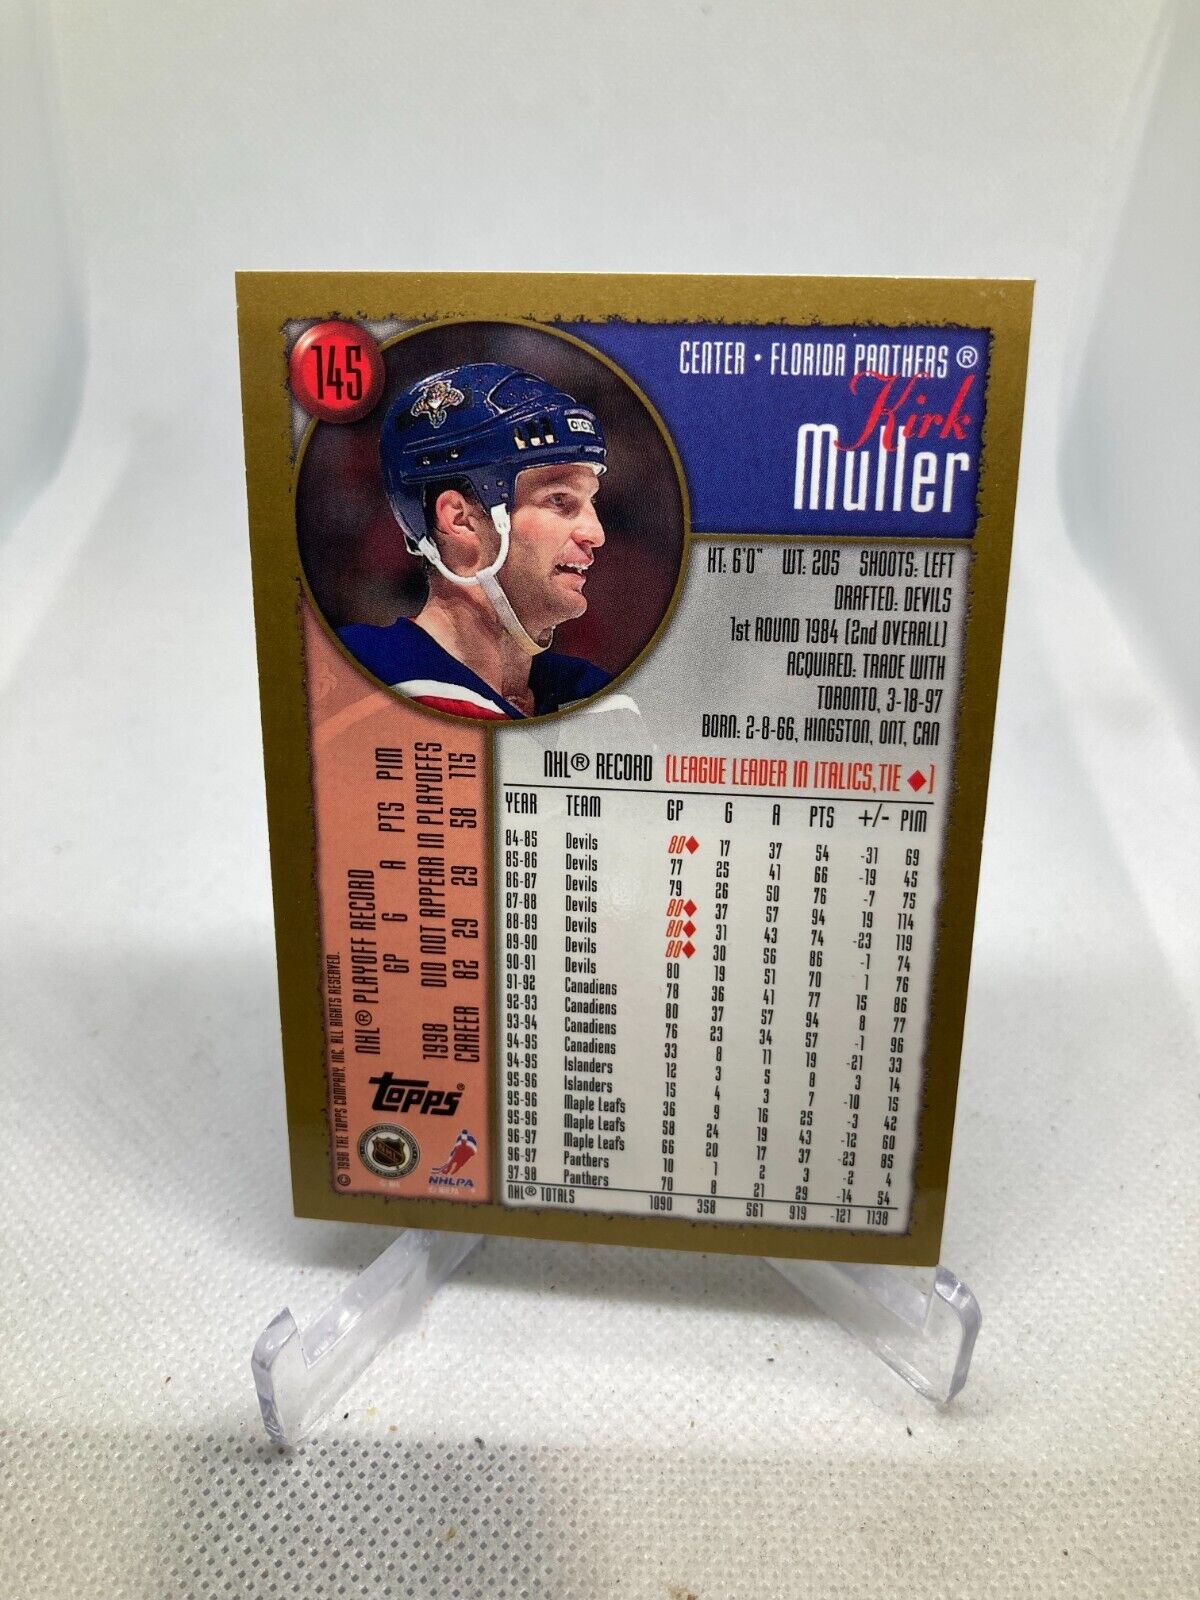 145
CENTER • FLORIDA PANTHERS ®
Kirk
Muller
CCM
HT: 6'0" WT: 205 SHOOTS: LEFT
DRAFTED: DEVILS
1st ROUND 1984 (2nd OVERALL)
ACQUIRED: TRADE WITH
TORONTO, 3-18-97
BORN: 2-8-66, KINGSTON, ONT, CAN
NHL® RECORD (LEAGUE LEADER IN ITALICS,TIE ♦)
YEAR TEAM GP G A PTS +/- PIM
84-85 Devils 80♦ 17 37 54 -31 69
85-86 Devils 77 25 41 66 -19 45
86-87 Devils 79 26 50 76 -7 75
87-88 Devils 80♦ 37 57 94 19 114
88-89 Devils 80♦ 31 43 74 -23 119
89-90 Devils 80♦ 30 56 86 -1 74
90-91 Devils 80 19 51 70 1 76
91-92 Canadiens 78 36 41 77 15 86
92-93 Canadiens 80 37 57 94 8 77
93-94 Canadiens 76 23 34 57 -1 96
94-95 Canadiens 33 8 11 19 -21 33
94-95 Islanders 12 3 5 8 3 14
95-96 Islanders 15 4 3 7 -10 15
95-96 Maple Leafs 36 9 16 25 -3 42
95-96 Maple Leafs 58 24 19 43 -12 60
96-97 Maple Leafs 66 20 17 37 -23 85
96-97 Panthers 10 1 2 3 -2 4
97-98 Panthers 70 8 21 29 -14 54
NHL® TOTALS 1090 358 561 919 -121 1138
NHL® PLAYOFF RECORD
GP G A PTS PIM
1998 DID NOT APPEAR IN PLAYOFFS
CAREER 82 29 29 58 115
© 1998 THE TOPPS COMPANY, INC. ALL RIGHTS RESERVED.
topps®
NHL
NHLPA